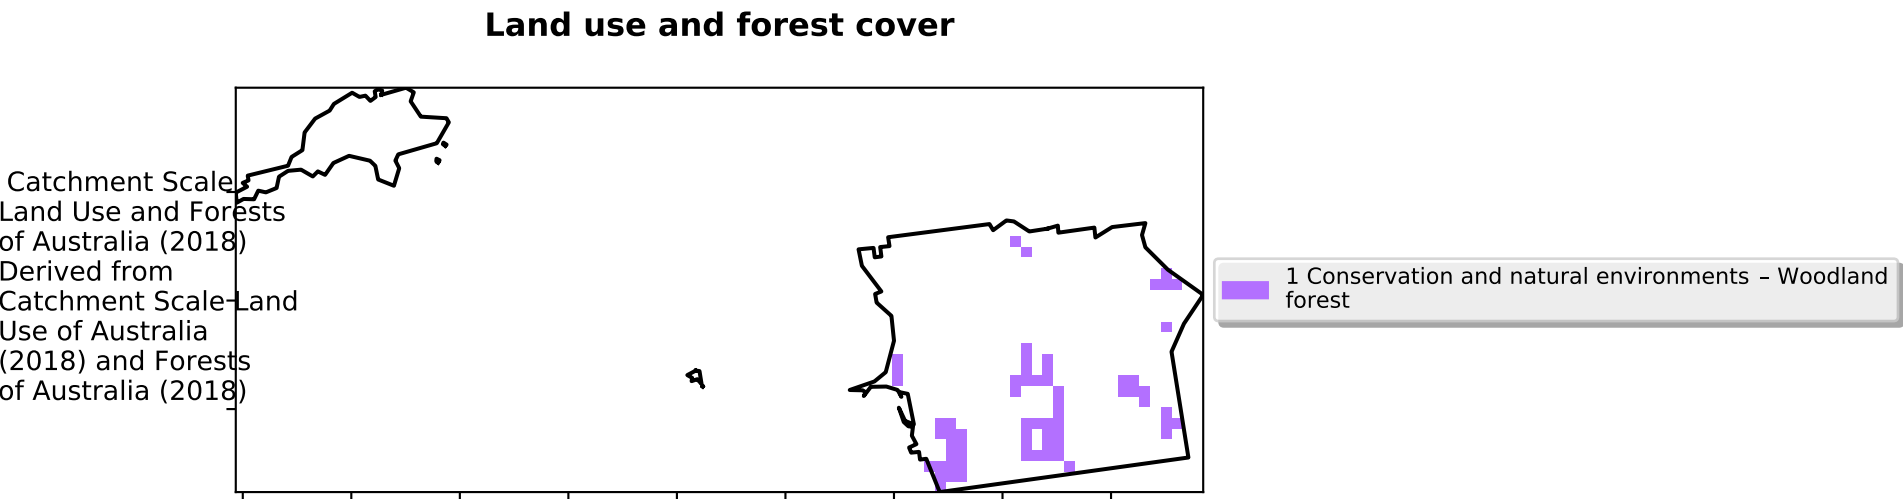 Land use and forest cover
Catchment Scale
Land Use and Forests
of Australia (2018)
Derived from
Catchment Scale Land
Use of Australia
(2018) and Forests
of Australia (2018)
1 Conservation and natural environments – Woodland
forest